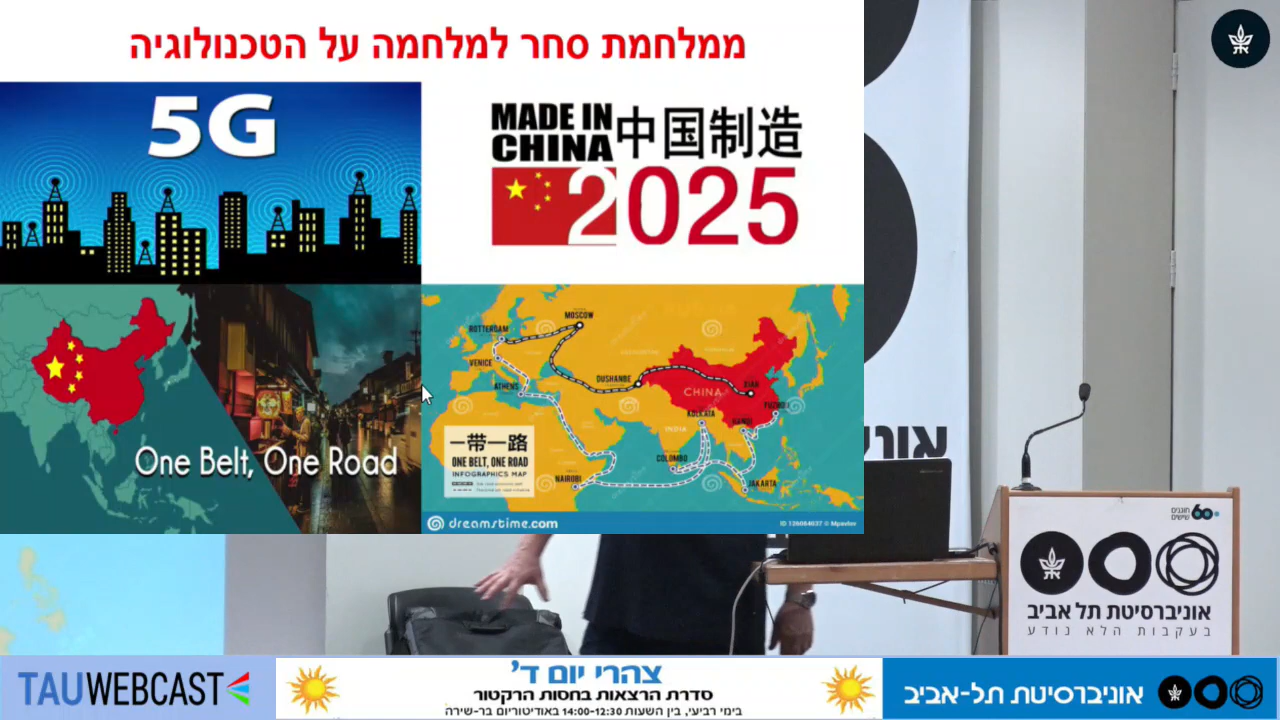 ממלחמת סחר למלחמה על הטכנולוגיה
5G
MADE IN
CHINA
中国制造
2025
One Belt, One Road
MOSCOW
ROTTERDAM
VENICE
ATHENS
DUSHANBE
XIAN
CHINA
KOLKATA
HANOI
INDIA
COLOMBO
NAIROBI
JAKARTA
一带一路
ONE BELT, ONE ROAD
INFOGRAPHICS MAP
dreamstime.com
ID 136084037 © Mpavlov
חוגגים
שישים
60
אוניברסיטת תל אביב
בעקבות הלא נודע
TAUWEBCAST
צהרי יום ד'
סדרת הרצאות בחסות הרקטור
בימי רביעי, בין השעות 14:00-12:30 באודיטוריום בר-שירה
אוניברסיטת תל-אביב